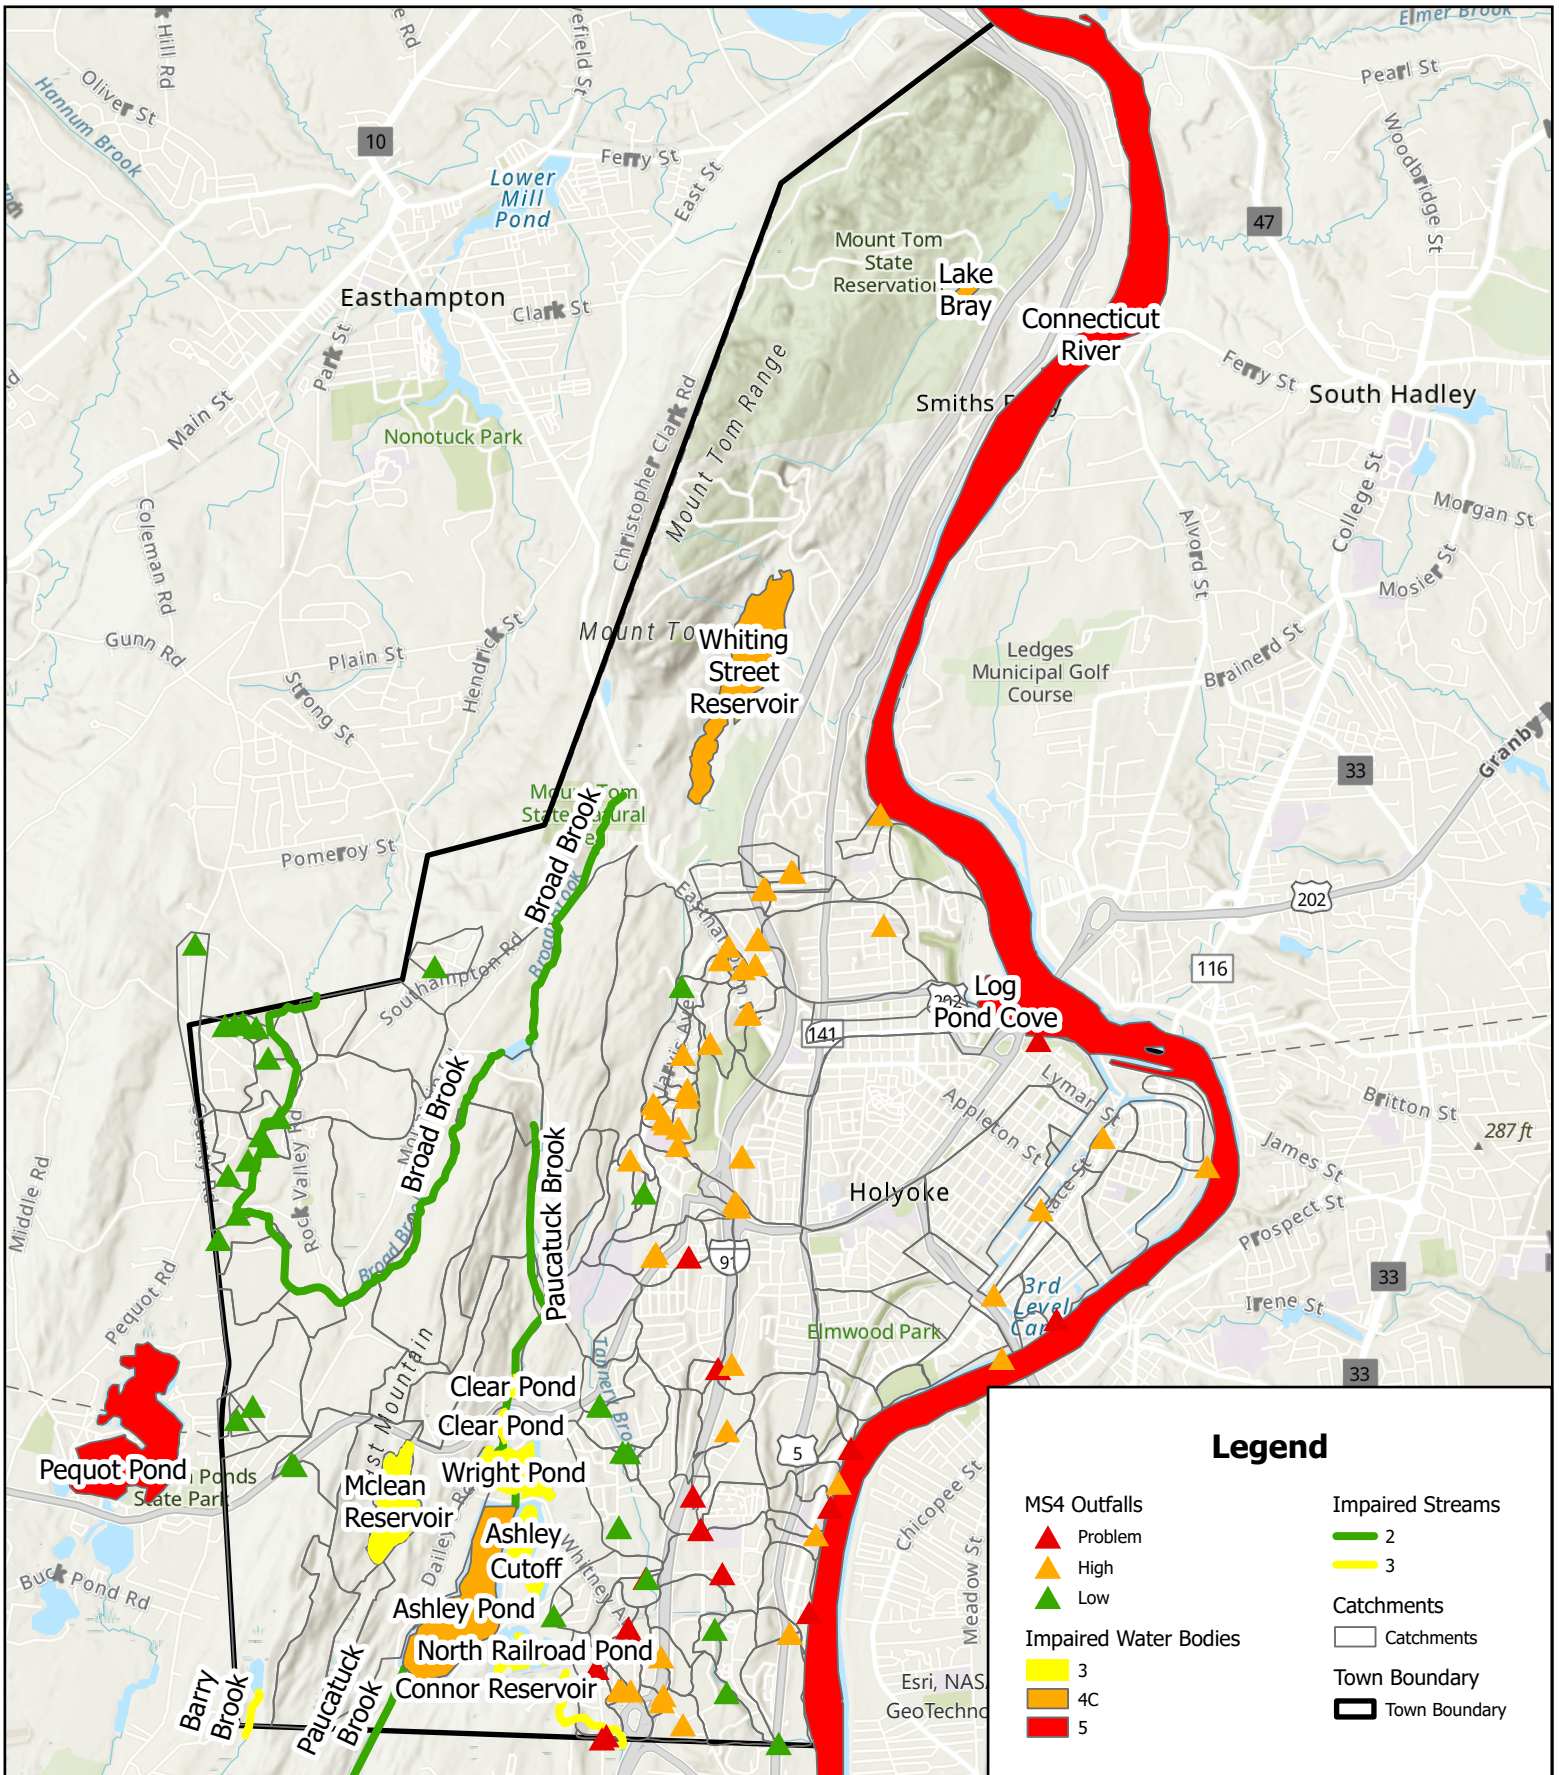 Elmer Brook
Hill Rd
Oliver St
Hannum Brook
10
Ferry St
East St
Pearl St
Woodbridge St
47
Lower
Mill
Pond
Mount Tom
State
Reservation
Lake
Bray
Easthampton
Clark St
Park St
Main St
Connecticut
River
Ferry St
South Hadley
Smiths
Nonotuck Park
Christopher Clark Rd
Mount Tom Range
College St
Morgan St
Mosier St
Alvord St
Coleman Rd
Gunn Rd
Plain St
Strong St
Hendrick St
Whiting
Street
Reservoir
Ledges
Municipal Golf
Course
Brainerd St
Granby
33
Pomeroy St
Broad Brook
202
116
Southampton Rd
Log
Pond Cove
141
Lyman St
Appleton St
Britton St
James St
287 ft
Prospect St
Middle Rd
Rock Valley Rd
Broad Brook
Paucatuck Brook
Holyoke
91
33
Irene St
3rd
Level
Elmwood Park
Pequot Rd
33
Clear Pond
Clear Pond
Wright Pond
5
Pequot Pond
State Park
Mclean
Reservoir
Dailey Rd
Ashley
Cutoff
Chicopee St
Meadow St
Buck Pond Rd
Ashley Pond
North Railroad Pond
Connor Reservoir
Barry
Brook
Paucatuck
Brook
Esri,
Legend
MS4 Outfalls
Problem
High
Low
Impaired Water Bodies
3
4C
5
Impaired Streams
2
3
Catchments
Catchments
Town Boundary
Town Boundary